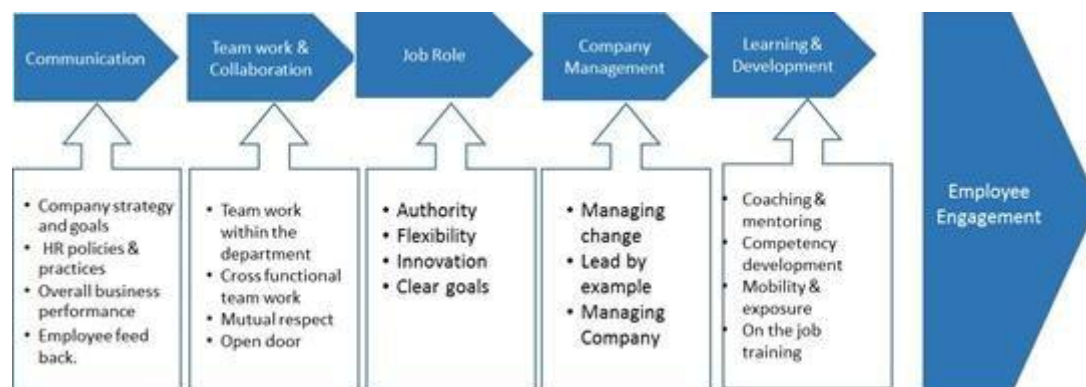 Communication
Team work &
Collaboration
Job Role
Company
Management
Learning &
Development
• Company strategy
and goals
• HR policies &
practices
• Overall business
performance
• Employee feed
back.
• Team work
within the
department
• Cross functional
team work
• Mutual respect
• Open door
• Authority
• Flexibility
• Innovation
• Clear goals
• Managing
change
• Lead by
example
• Managing
Company
• Coaching &
mentoring
• Competency
development
• Mobility &
exposure
• On the job
training
Employee
Engagement